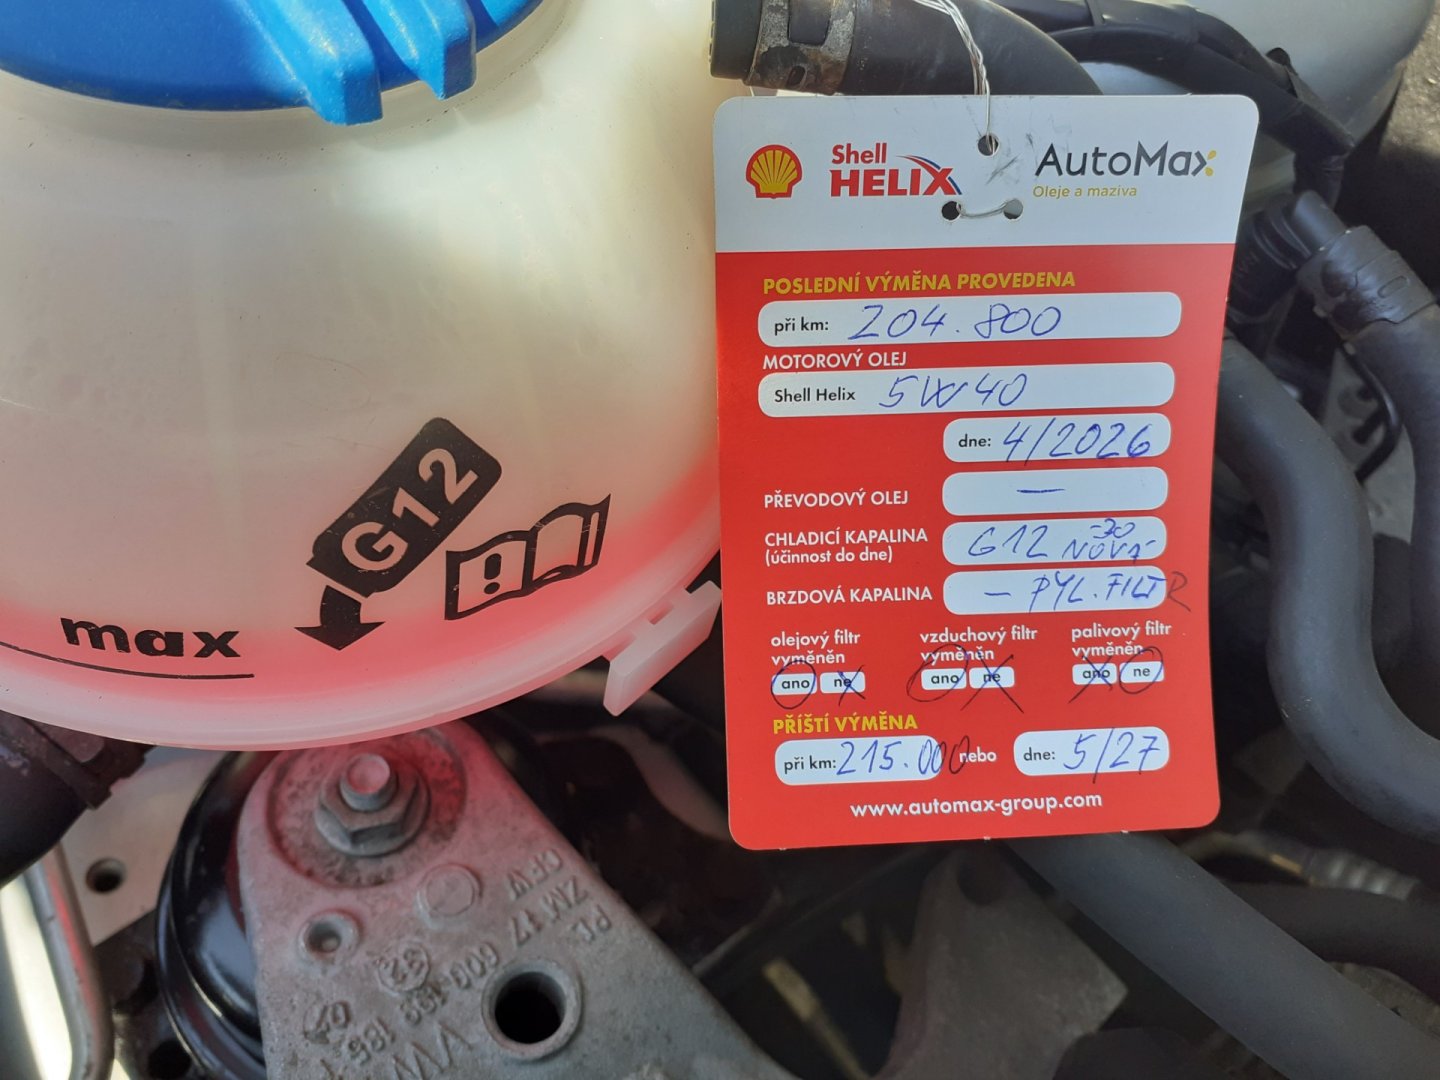 Shell
HELIX
AutoMax
Oleje a maziva
POSLEDNÍ VÝMĚNA PROVEDENA
při km: 204.800
MOTOROVÝ OLEJ
Shell Helix 5W40
dne: 4/2026
PŘEVODOVÝ OLEJ —
CHLADICÍ KAPALINA G12 -30
(účinnost do dne) NOVÁ
BRZDOVÁ KAPALINA – PYL. FILTR
olejový filtr vzduchový filtr palivový filtr
vyměněn vyměněn vyměněn
ano ne ano ne ano ne
PŘÍŠTÍ VÝMĚNA
při km: 215.000 nebo dne: 5/27
www.automax-group.com
G12
max